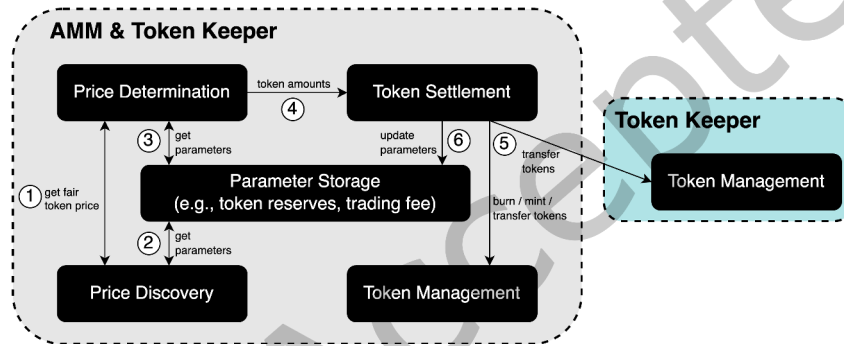 AMM & Token Keeper
Price Determination
token amounts
4
Token Settlement
Token Keeper
Token Management
1
get fair
token price
3
get
parameters
update
parameters
6
5
transfer
tokens
Parameter Storage
(e.g., token reserves, trading fee)
burn / mint /
transfer tokens
2
get
parameters
Price Discovery
Token Management
Accepte